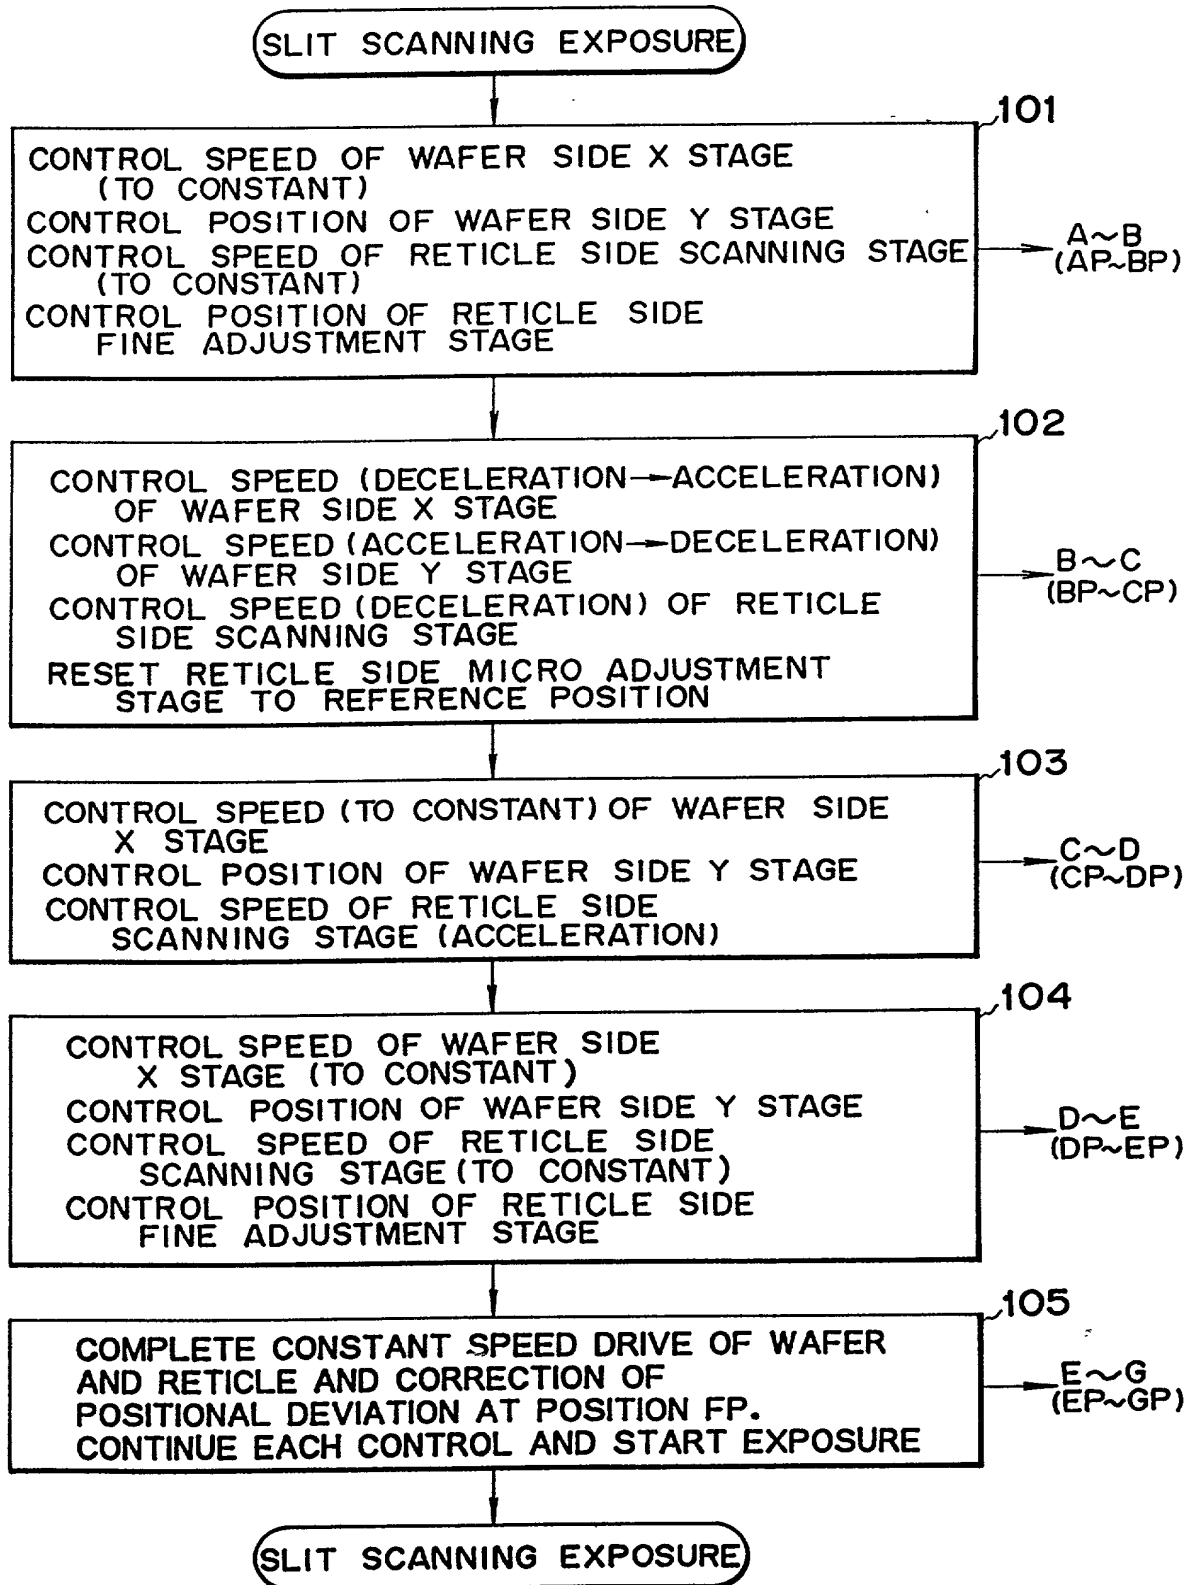 SLIT SCANNING EXPOSURE
101
CONTROL SPEED OF WAFER SIDE X STAGE
(TO CONSTANT)
CONTROL POSITION OF WAFER SIDE Y STAGE
CONTROL SPEED OF RETICLE SIDE SCANNING STAGE
(TO CONSTANT)
CONTROL POSITION OF RETICLE SIDE
FINE ADJUSTMENT STAGE
A~B
(AP~BP)
102
CONTROL SPEED (DECELERATION→ACCELERATION)
OF WAFER SIDE X STAGE
CONTROL SPEED (ACCELERATION→DECELERATION)
OF WAFER SIDE Y STAGE
CONTROL SPEED (DECELERATION) OF RETICLE
SIDE SCANNING STAGE
RESET RETICLE SIDE MICRO ADJUSTMENT
STAGE TO REFERENCE POSITION
B~C
(BP~CP)
103
CONTROL SPEED (TO CONSTANT) OF WAFER SIDE
X STAGE
CONTROL POSITION OF WAFER SIDE Y STAGE
CONTROL SPEED OF RETICLE SIDE
SCANNING STAGE (ACCELERATION)
C~D
(CP~DP)
104
CONTROL SPEED OF WAFER SIDE
X STAGE (TO CONSTANT)
CONTROL POSITION OF WAFER SIDE Y STAGE
CONTROL SPEED OF RETICLE SIDE
SCANNING STAGE (TO CONSTANT)
CONTROL POSITION OF RETICLE SIDE
FINE ADJUSTMENT STAGE
D~E
(DP~EP)
105
COMPLETE CONSTANT SPEED DRIVE OF WAFER
AND RETICLE AND CORRECTION OF
POSITIONAL DEVIATION AT POSITION FP.
CONTINUE EACH CONTROL AND START EXPOSURE
E~G
(EP~GP)
SLIT SCANNING EXPOSURE